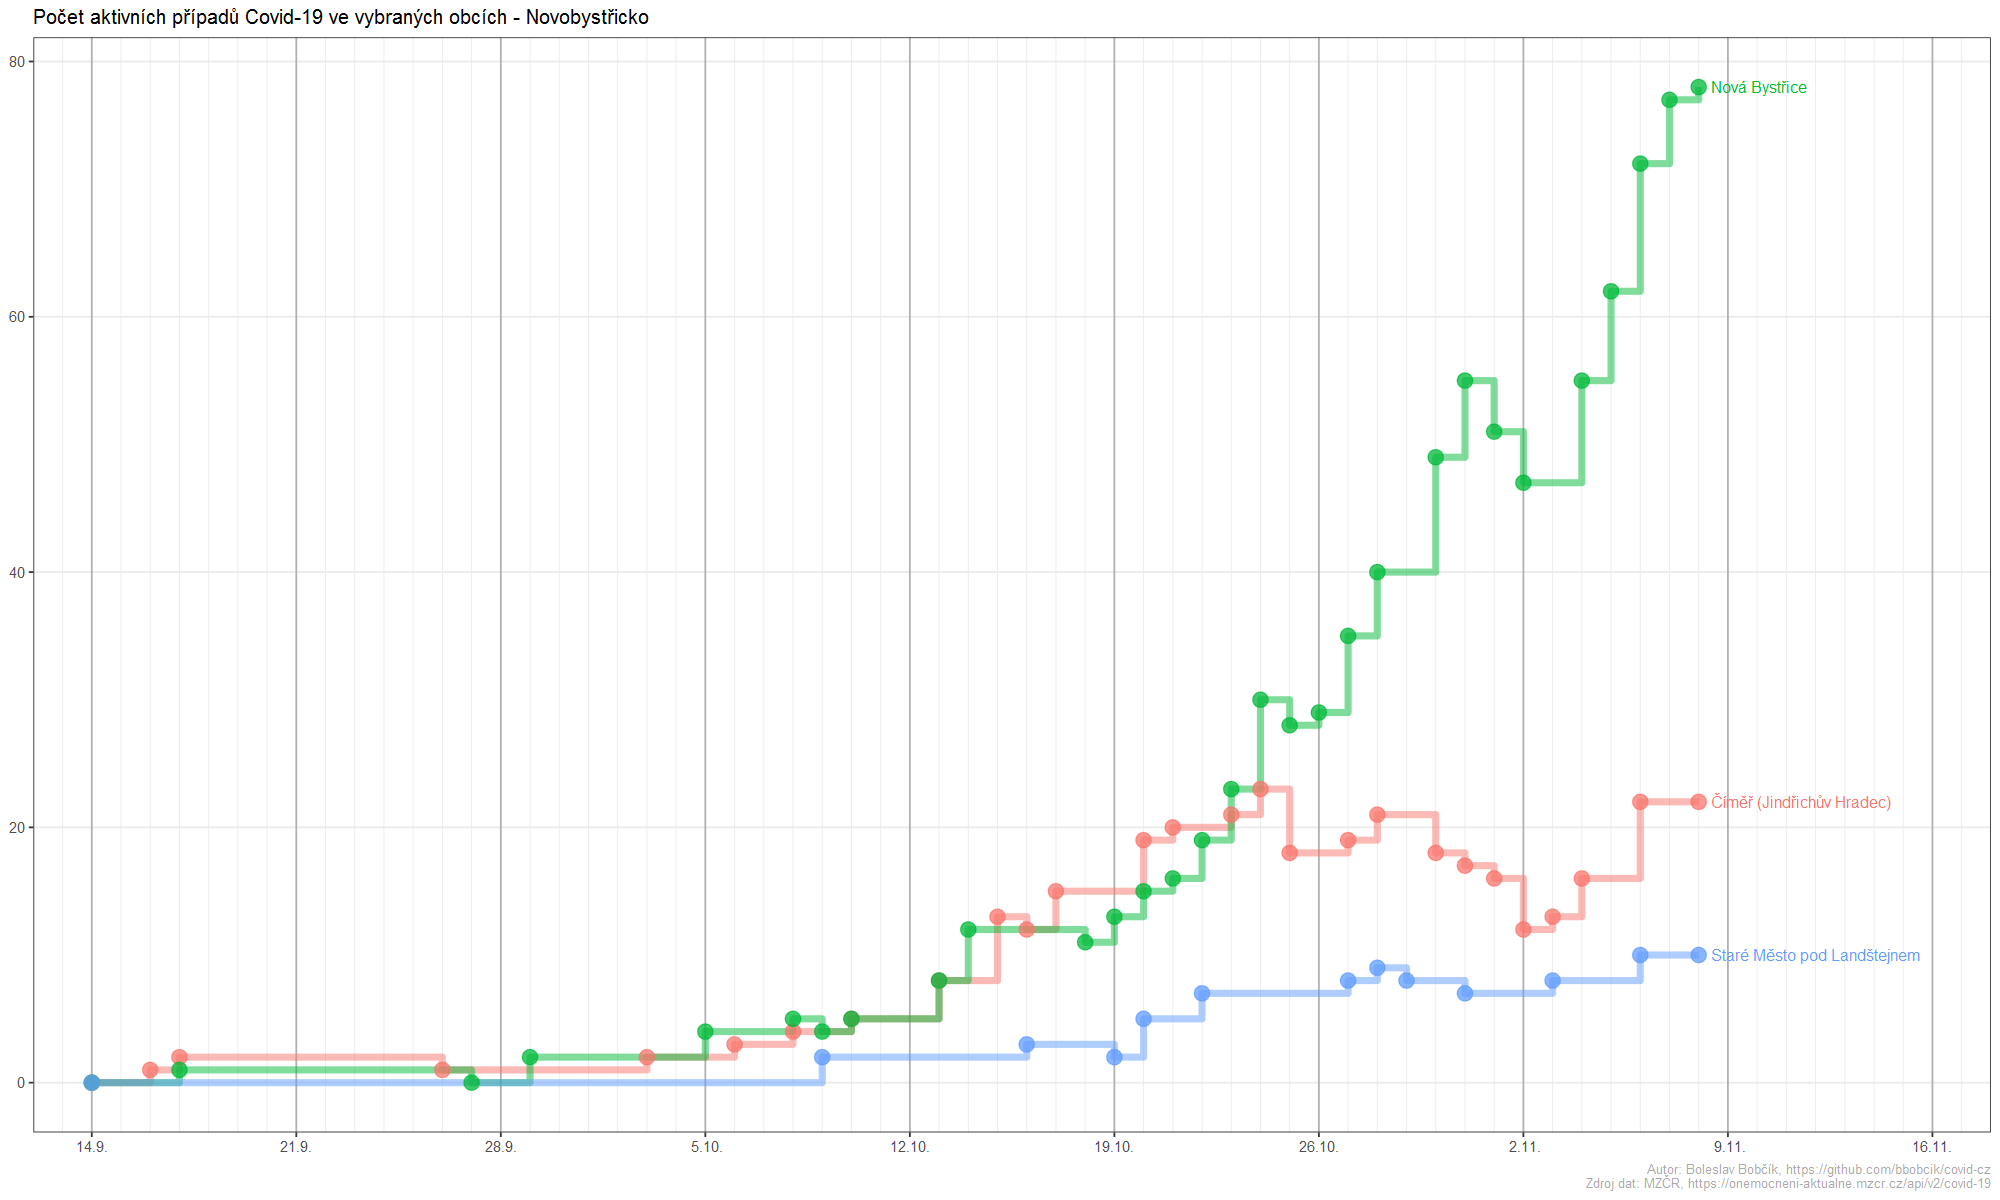 Počet aktivních případů Covid-19 ve vybraných obcích - Novobystřicko
80
60
40
20
0
Nová Bystřice
Číměř (Jindřichův Hradec)
Staré Město pod Landštejnem
14.9.
21.9.
28.9.
5.10.
12.10.
19.10.
26.10.
2.11.
9.11.
16.11.
Autor: Boleslav Bobčík, https://github.com/bbobcik/covid-cz
Zdroj dat: MZČR, https://onemocneni-aktualne.mzcr.cz/api/v2/covid-19